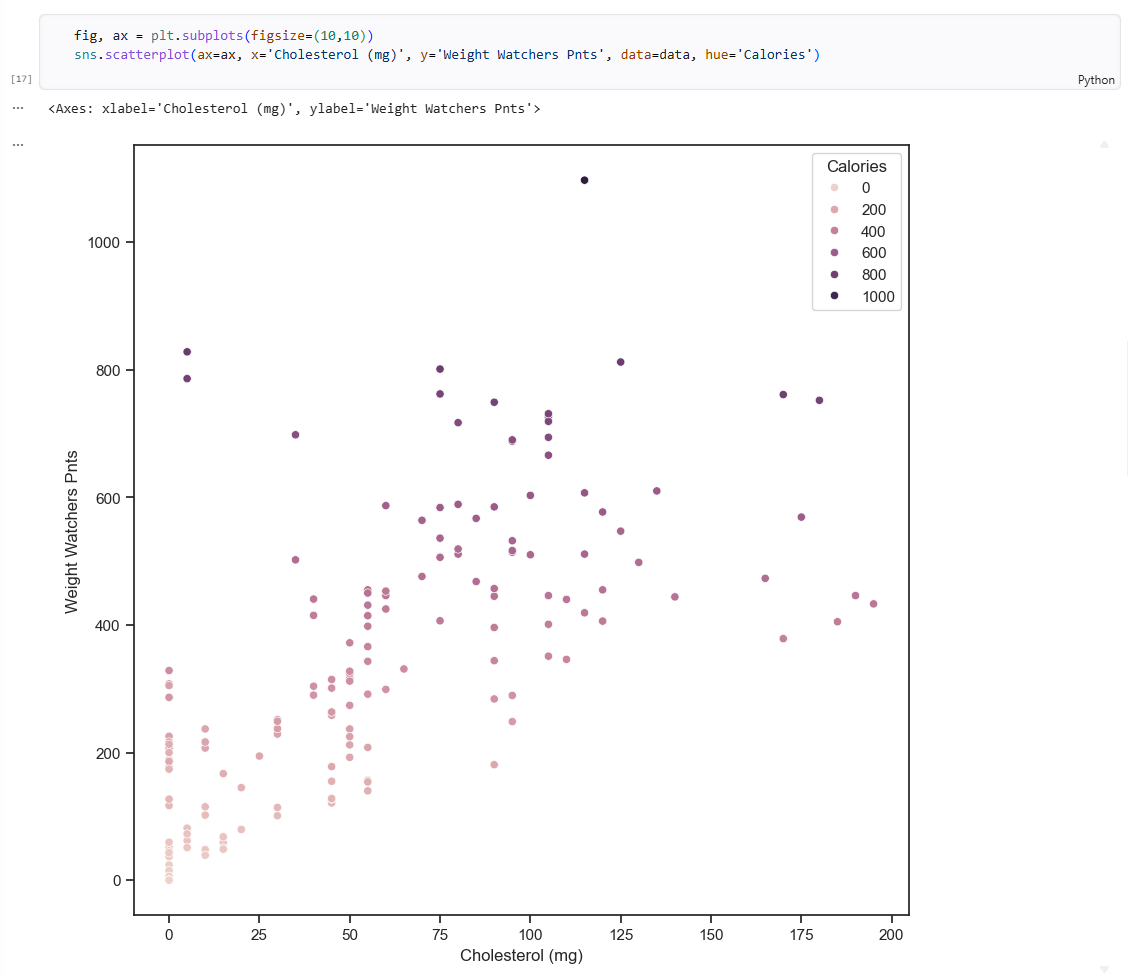 fig, ax = plt.subplots(figsize=(10,10))
sns.scatterplot(ax=ax, x='Cholesterol (mg)', y='Weight Watchers Pnts', data=data, hue='Calories')
[17]
Python
... <Axes: xlabel='Cholesterol (mg)', ylabel='Weight Watchers Pnts'>
...
Calories
0
200
400
600
800
1000
1000
800
600
400
200
0
Weight Watchers Pnts
0 25 50 75 100 125 150 175 200
Cholesterol (mg)